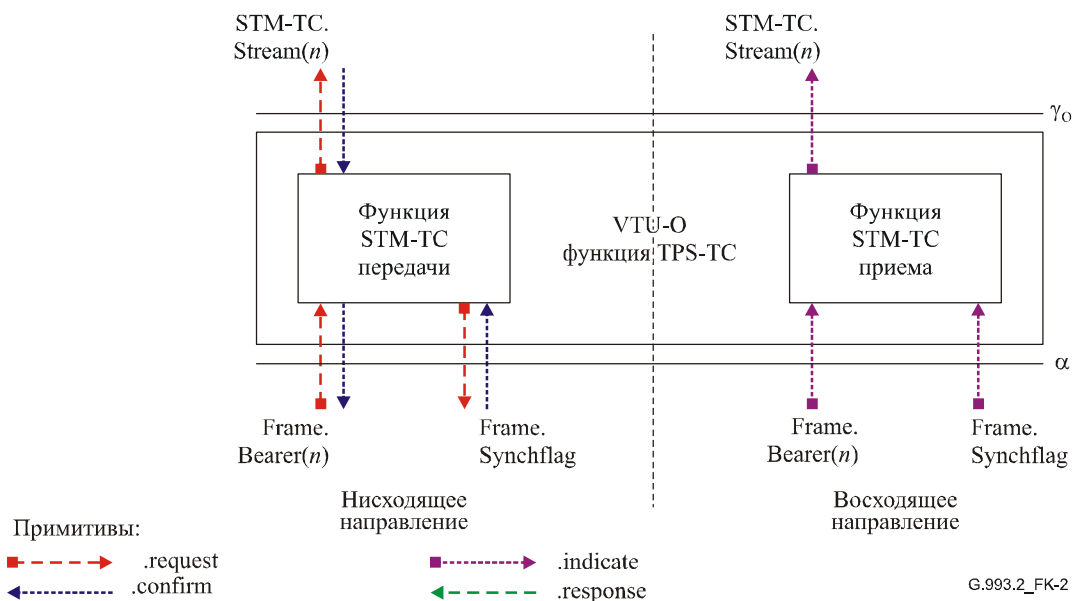 STM-TC.
Stream(n)
STM-TC.
Stream(n)
γO
Функция
STM-TC
передачи
VTU-O
функция TPS-TC
Функция
STM-TC
приема
α
Frame.
Bearer(n)
Frame.
Synchflag
Frame.
Bearer(n)
Frame.
Synchflag
Нисходящее
направление
Восходящее
направление
Примитивы:
.request
.indicate
.confirm
.response
G.993.2_FK-2